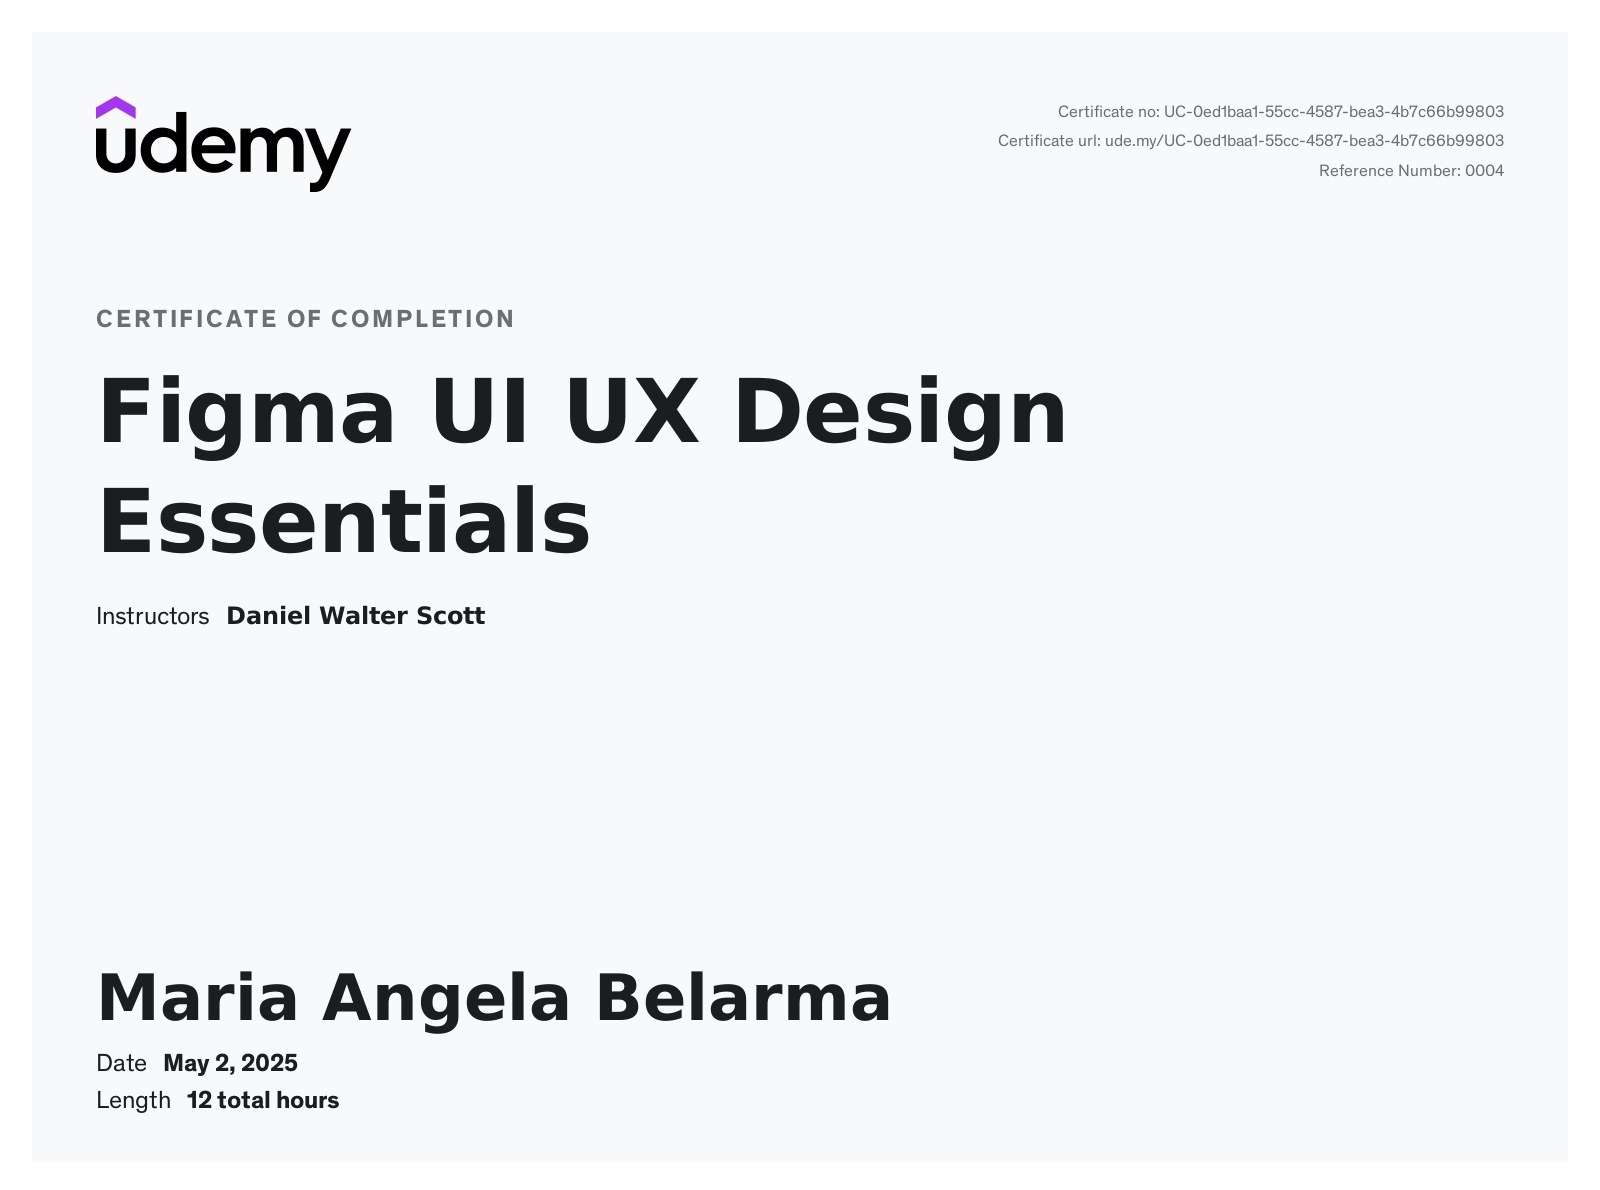 udemy
Certificate no: UC-0ed1baa1-55cc-4587-bea3-4b7c66b99803
Certificate url: ude.my/UC-0ed1baa1-55cc-4587-bea3-4b7c66b99803
Reference Number: 0004
CERTIFICATE OF COMPLETION
Figma UI UX Design
Essentials
Instructors Daniel Walter Scott
Maria Angela Belarma
Date May 2, 2025
Length 12 total hours